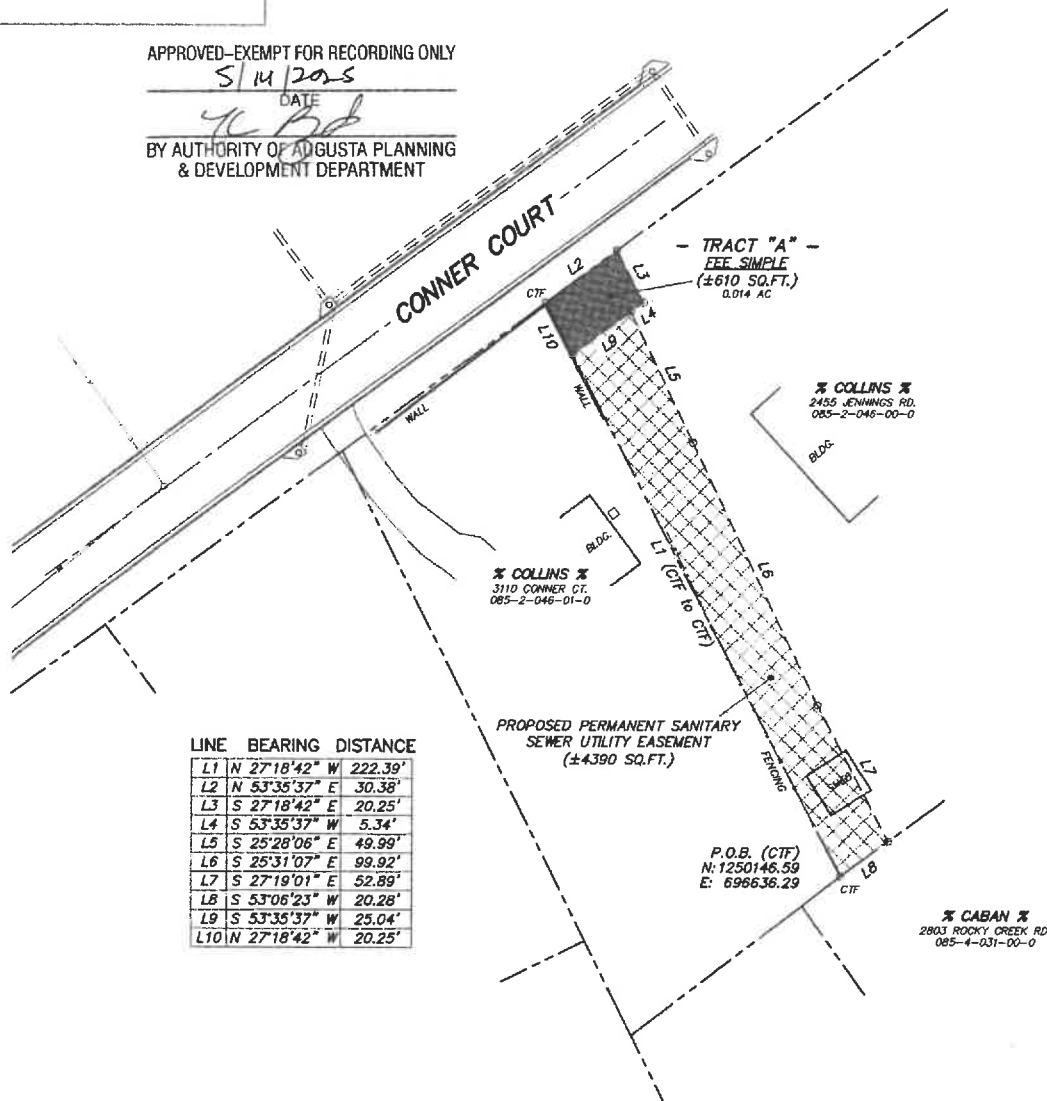 APPROVED-EXEMPT FOR RECORDING ONLY
5/14/2025
DATE
BY AUTHORITY OF AUGUSTA PLANNING
& DEVELOPMENT DEPARTMENT
CONNER COURT
- TRACT "A" -
FEE SIMPLE
(±610 SQ.FT.)
0.014 AC
L2
L3
CTF
L4
L10
L9
L5
WALL
WALL
% COLLINS %
2455 JENNINGS RD.
085-2-046-00-0
BLDG.
BLDG.
L6
L1 (CTF to CTF)
% COLLINS %
3110 CONNER CT.
085-2-046-01-0
PROPOSED PERMANENT SANITARY
SEWER UTILITY EASEMENT
(±4390 SQ.FT.)
FENCING
L7
LINE BEARING DISTANCE
L1 N 27°18'42" W 222.39'
L2 N 53°35'37" E 30.38'
L3 S 27°18'42" E 20.25'
L4 S 53°35'37" W 5.34'
L5 S 25°28'06" E 49.99'
L6 S 25°31'07" E 99.92'
L7 S 27°19'01" E 52.89'
L8 S 53°06'23" W 20.28'
L9 S 53°35'37" W 25.04'
L10 N 27°18'42" W 20.25'
P.O.B. (CTF)
N: 1250146.59
E: 696636.29
CTF
L8
% CABAN %
2803 ROCKY CREEK RD
085-4-031-00-0